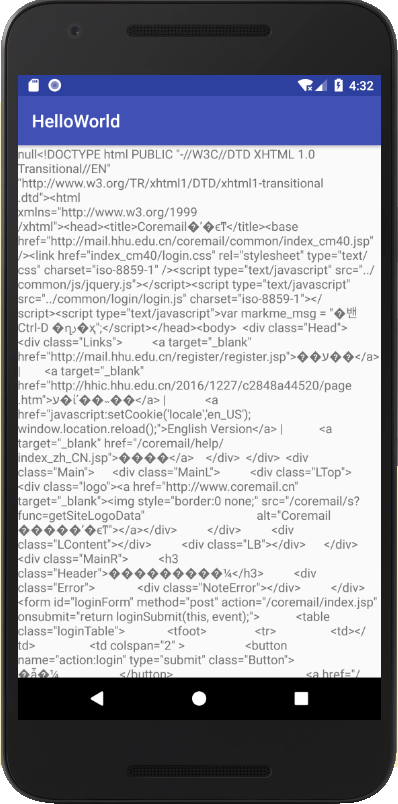 4:32
HelloWorld
null<!DOCTYPE html PUBLIC "-//W3C//DTD XHTML 1.0
Transitional//EN"
"http://www.w3.org/TR/xhtml1/DTD/xhtml1-transitional
.dtd"><html
xmlns="http://www.w3.org/1999
/xhtml"><head><title>Coremail�ʼ�ϵͳ</title><base
href="http://mail.hhu.edu.cn/coremail/common/index_cm40.jsp"
/><link href="index_cm40/login.css" rel="stylesheet" type="text/
css" charset="iso-8859-1" /><script type="text/javascript" src="../
common/js/jquery.js"></script><script type="text/javascript"
src="../common/login/login.js" charset="iso-8859-1"></
script><script type="text/javascript">var markme_msg = "�밴
Ctrl-D �ղ�ҳ";</script></head><body> <div class="Head">
<div class="Links"> <a target="_blank"
href="http://mail.hhu.edu.cn/register/register.jsp">��ע��</a>
| <a target="_blank"
href="http://hhic.hhu.edu.cn/2016/1227/c2848a44520/page
.htm">
</a> | <a
href="javascript:setCookie('locale','en_US');
window.location.reload();">English Version</a> | <a
target="_blank" href="/coremail/help/
index_zh_CN.jsp">����</a> </div> </div> <div
class="Main"> <div class="MainL"> <div class="LTop">
<div class="logo"><a href="http://www.coremail.cn"
target="_blank"><img style="border:0 none;" src="/coremail/s?
func=getSiteLogoData" alt="Coremail
�����ʼ�ϵͳ"></a></div> </div> <div
class="LContent"></div> <div class="LB"></div> </div>
<div class="MainR"> <h3
class="Header">���������¼</h3> <div
class="Error"> <div class="NoteError"></div> </div>
<form id="loginForm" method="post" action="/coremail/index.jsp"
onsubmit="return loginSubmit(this, event);"> <table
class="loginTable"> <tfoot> <tr> <td></
td> <td colspan="2" > <button
name="action:login" type="submit" class="Button">
</button> <a href="/